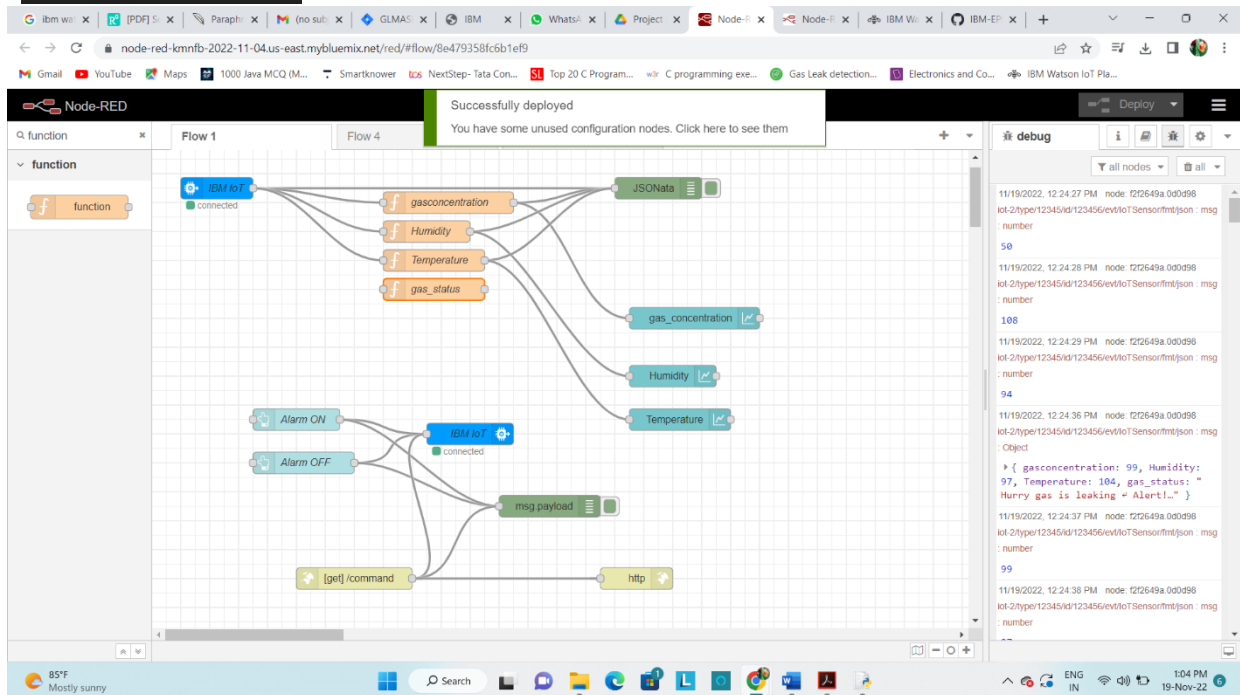 ibm wat
[PDF] S
Paraph
(no sub
GLMAS
IBM
WhatsA
Project
Node-R
Node-R
IBM W
IBM-EP
node-red-kmnfb-2022-11-04.us-east.mybluemix.net/red/#flow/8e479358fc6b1ef9
Gmail
YouTube
Maps
1000 Java MCQ (M...
Smartknower
tcs NextStep- Tata Con...
SL Top 20 C Program...
w3r C programming exe...
Gas Leak detection...
Electronics and Co...
IBM Watson IoT Pla...
Node-RED
Successfully deployed
You have some unused configuration nodes. Click here to see them
Deploy
function
Flow 1
Flow 4
debug
function
function
all nodes
all
IBM IoT
connected
gasconcentration
Humidity
Temperature
gas_status
JSONata
gas_concentration
Humidity
Temperature
Alarm ON
Alarm OFF
IBM IoT
connected
msg.payload
[get] /command
http
11/19/2022, 12:24:27 PM node: f2f2649a.0d0d98
iot-2/type/12345/id/123456/evt/IoTSensor/fmt/json : msg
: number
50
11/19/2022, 12:24:28 PM node: f2f2649a.0d0d98
iot-2/type/12345/id/123456/evt/IoTSensor/fmt/json : msg
: number
108
11/19/2022, 12:24:29 PM node: f2f2649a.0d0d98
iot-2/type/12345/id/123456/evt/IoTSensor/fmt/json : msg
: number
94
11/19/2022, 12:24:36 PM node: f2f2649a.0d0d98
iot-2/type/12345/id/123456/evt/IoTSensor/fmt/json : msg
: Object
{ gasconcentration: 99, Humidity:
97, Temperature: 104, gas_status: "
Hurry gas is leaking ↵ Alert!…" }
11/19/2022, 12:24:37 PM node: f2f2649a.0d0d98
iot-2/type/12345/id/123456/evt/IoTSensor/fmt/json : msg
: number
99
11/19/2022, 12:24:38 PM node: f2f2649a.0d0d98
iot-2/type/12345/id/123456/evt/IoTSensor/fmt/json : msg
: number
85°F
Mostly sunny
Search
ENG
IN
1:04 PM
19-Nov-22
6